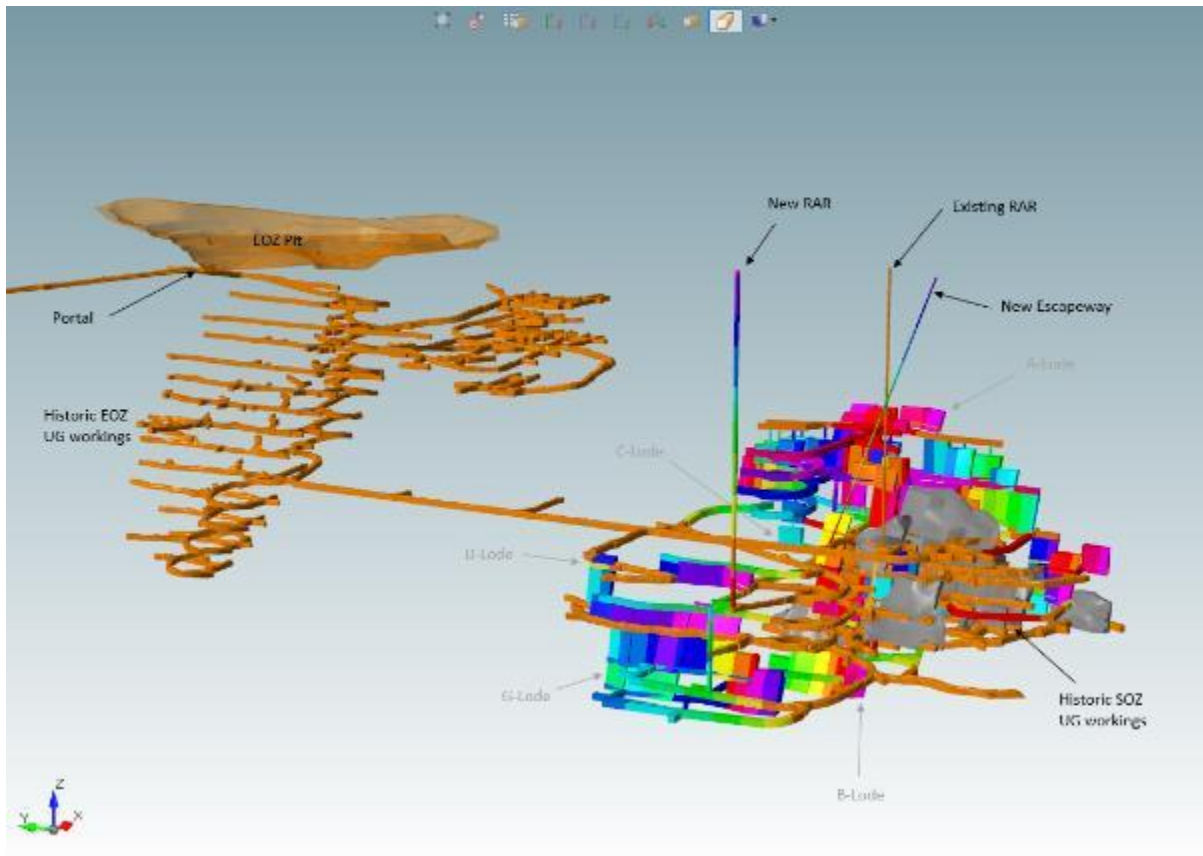 EOZ Pit
Portal
Historic EOZ
UG workings
New RAR
Existing RAR
New Escapeway
A-Lode
C-Lode
D-Lode
G-Lode
B-Lode
Historic SOZ
UG workings
Z
Y
X